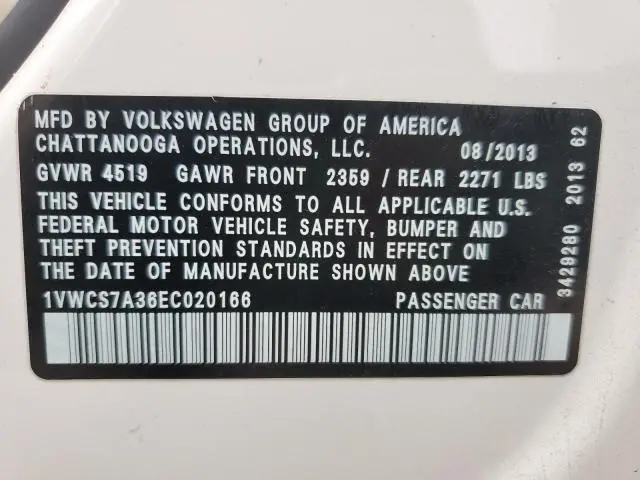 MFD BY VOLKSWAGEN GROUP OF AMERICA
CHATTANOOGA OPERATIONS, LLC. 08/2013
GVWR 4519 GAWR FRONT 2359 / REAR 2271 LBS
THIS VEHICLE CONFORMS TO ALL APPLICABLE U.S.
FEDERAL MOTOR VEHICLE SAFETY, BUMPER AND
THEFT PREVENTION STANDARDS IN EFFECT ON
THE DATE OF MANUFACTURE SHOWN ABOVE
1VWCS7A36EC020166 PASSENGER CAR
3429280 2013 62